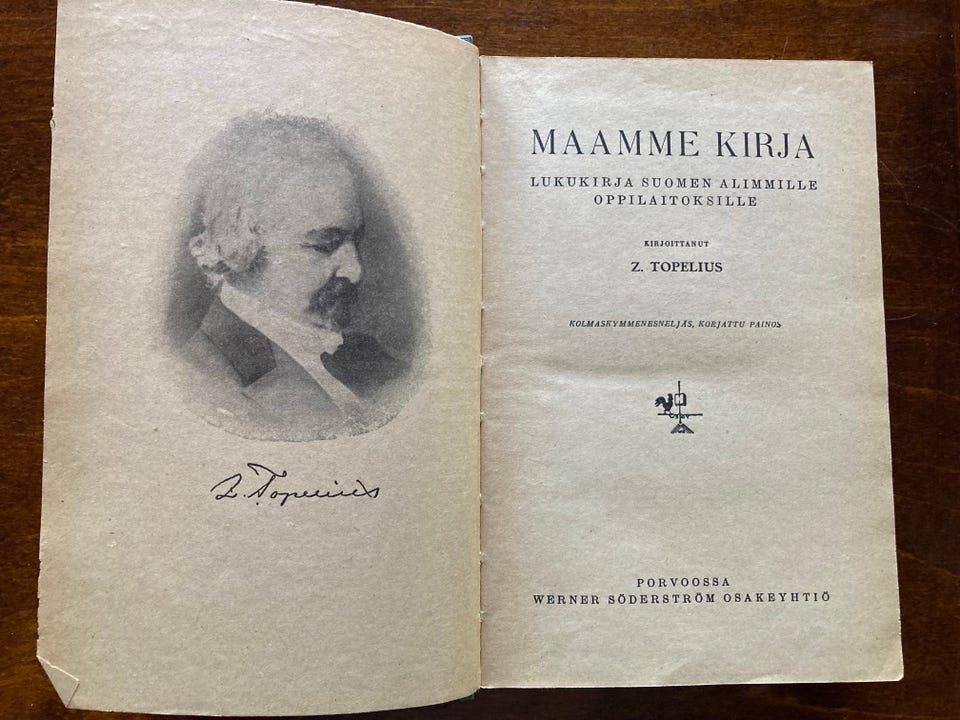 Z. Topelius
MAAMME KIRJA
LUKUKIRJA SUOMEN ALIMMILLE
OPPILAITOKSILLE
KIRJOITTANUT
Z. TOPELIUS
KOLMASKYMMENESNELJÄS, KORJATTU PAINOS
PORVOOSSA
WERNER SÖDERSTRÖM OSAKEYHTIÖ